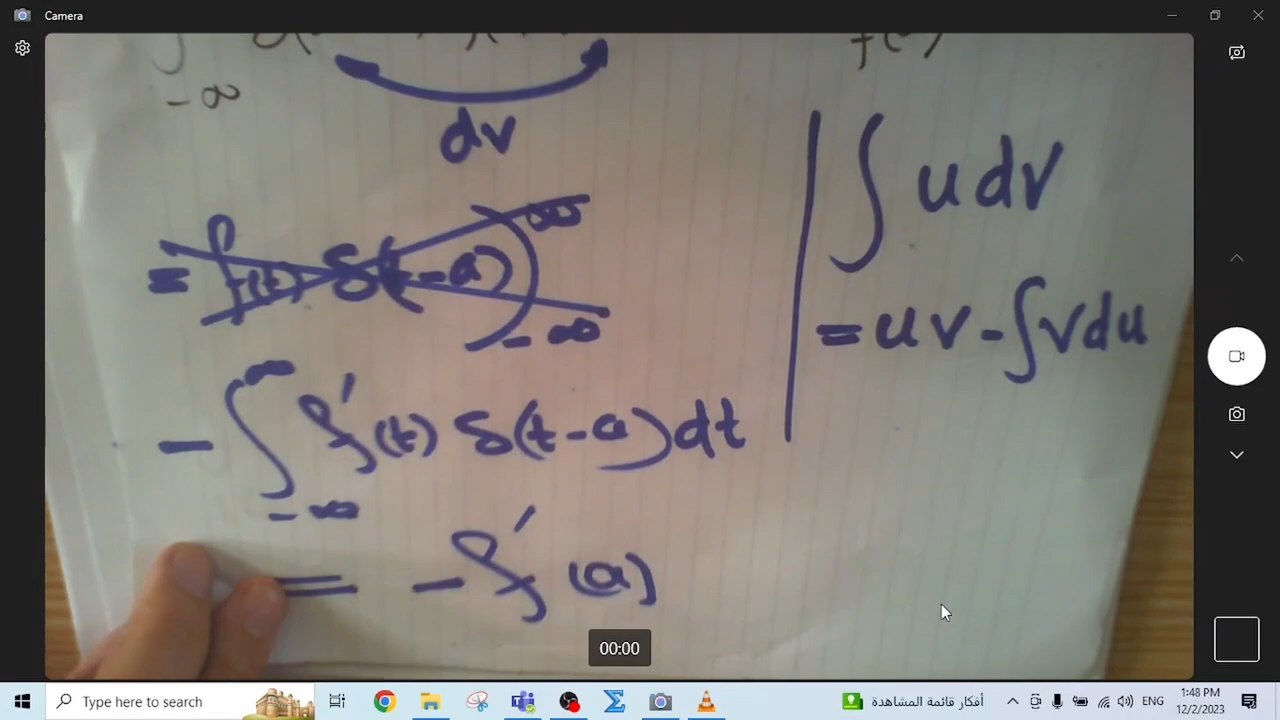 Camera
∫
- ∞
dv
= f(t) δ(t-a) ∞
- ∞
- ∫ f'(t) δ(t-a) dt
∞
- ∞
= - f'(a)
∫ u dv
= uv - ∫ v du
00:00
Type here to search
أفكار قائمة المشاهدة
ENG
1:48 PM
12/2/2023